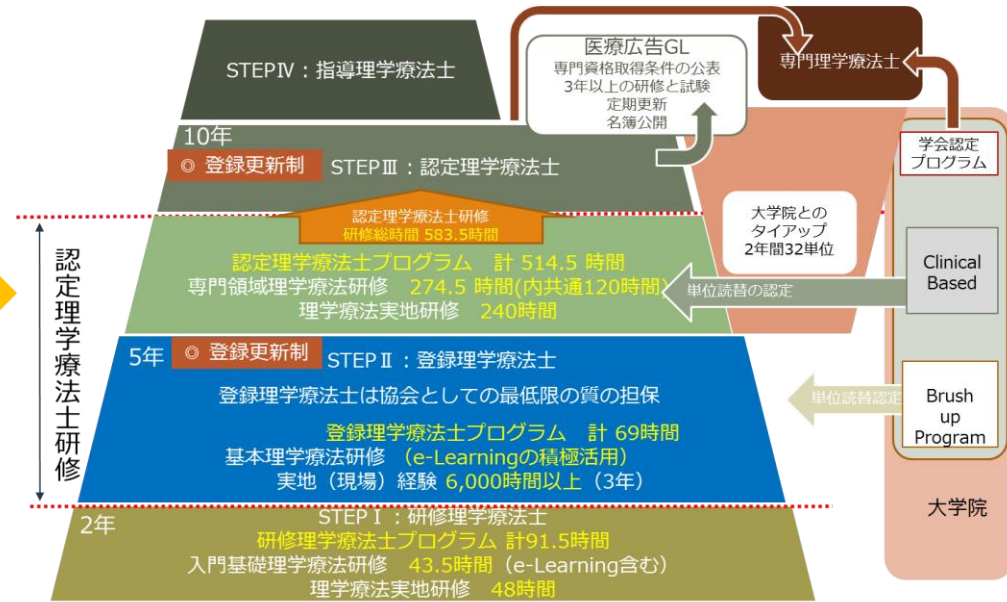 STEPⅣ：指導理学療法士
医療広告GL
専門資格取得条件の公表
3年以上の研修と試験
定期更新
名簿公開
専門理学療法士
10年
◎ 登録更新制
STEPⅢ：認定理学療法士
学会認定
プログラム
認定理学療法士研修
研修総時間 583.5時間
大学院との
タイアップ
2年間32単位
認定理学療法士プログラム　計 514.5 時間
専門領域理学療法研修　274.5 時間(内共通120時間)
理学療法実地研修　240時間
単位読替の認定
Clinical
Based
認定理学療法士研修
5年
◎ 登録更新制
STEPⅡ：登録理学療法士
登録理学療法士は協会としての最低限の質の担保
登録理学療法士プログラム　計 69時間
基本理学療法研修　（e-Learningの積極活用）
実地（現場）経験 6,000時間以上（3年）
単位読替認定
Brush
up
Program
大学院
2年
STEPⅠ：研修理学療法士
研修理学療法士プログラム 計91.5時間
入門基礎理学療法研修　43.5時間（e-Learning含む）
理学療法実地研修　48時間